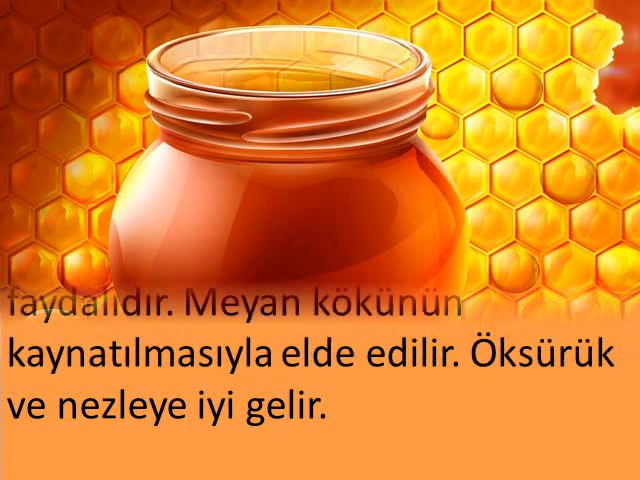 faydalıdır. Meyan kökünün
kaynatılmasıyla elde edilir. Öksürük
ve nezleye iyi gelir.